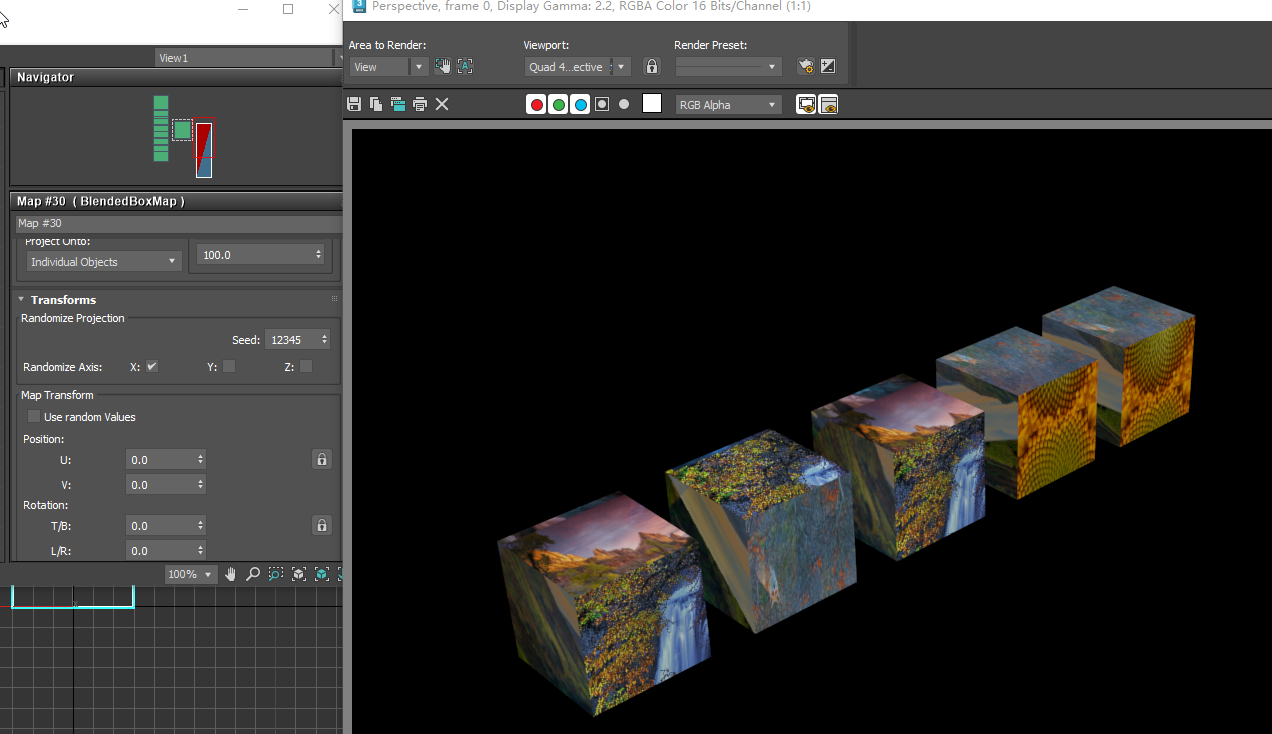 Perspective, frame 0, Display Gamma: 2.2, RGBA Color 16 Bits/Channel (1:1)
View1
Navigator
Map #30 ( BlendedBoxMap )
Map #30
Project Onto:
Individual Objects
100.0
Transforms
Randomize Projection
Seed: 12345
Randomize Axis: X: Y: Z:
Map Transform
Use random Values
Position:
U: 0.0
V: 0.0
Rotation:
T/B: 0.0
L/R: 0.0
100%
Area to Render:
View
Viewport:
Quad 4...ective
Render Preset:
RGB Alpha